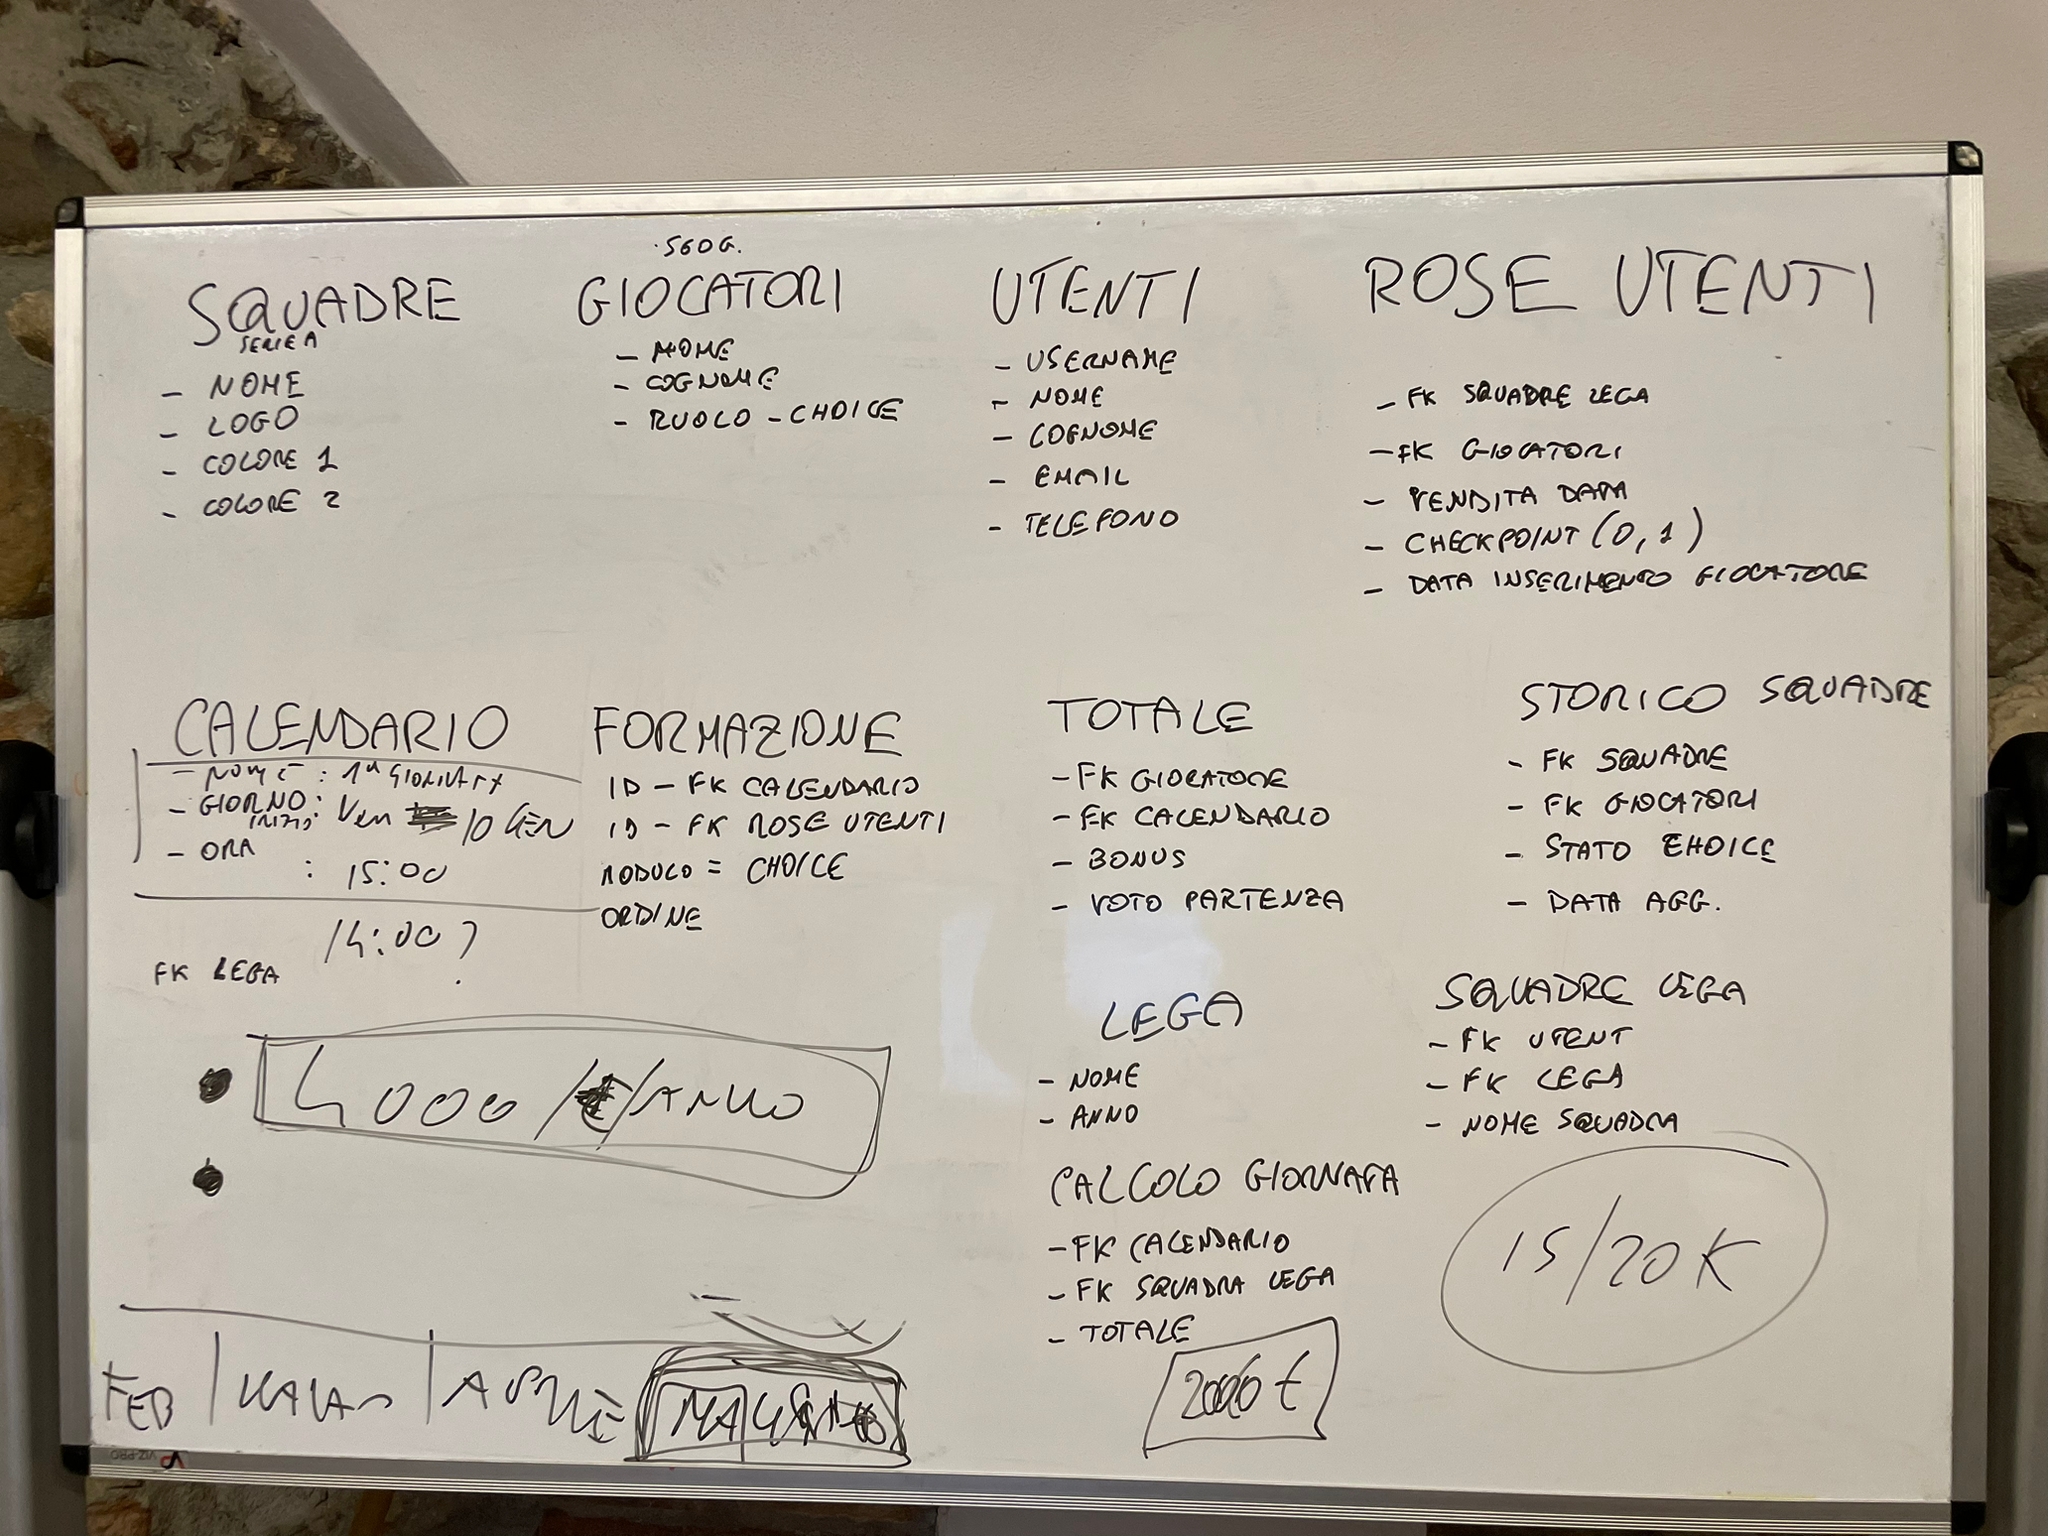 SQUADRE
SERIE A
- NOME
- LOGO
- COLORE 1
- COLORE 2
560 G.
GIOCATORI
- NOME
- COGNOME
- RUOLO - CHOICE
UTENTI
- USERNAME
- NOME
- COGNOME
- EMAIL
- TELEFONO
ROSE UTENTI
- FK SQUADRE LEGA
- FK GIOCATORI
- VENDITA DATA
- CHECKPOINT (0,1)
- DATA INSERIMENTO GIOCATORE
CALENDARIO
- NOME : 1ª GIORNATA
- GIORNO INIZIO : Ven 10 GEN
- ORA : 15:00
14:00?
FK LEGA
FORMAZIONE
ID - FK CALENDARIO
ID - FK ROSE UTENTI
MODULO = CHOICE
ORDINE
TOTALE
- FK GIOCATORE
- FK CALENDARIO
- BONUS
- VOTO PARTENZA
STORICO SQUADRE
- FK SQUADRE
- FK GIOCATORI
- STATO CHOICE
- DATA AGG.
LEGA
- NOME
- ANNO
SQUADRE LEGA
- FK UTENT
- FK LEGA
- NOME SQUADRA
4000 /€/ANNO
CALCOLO GIORNATA
- FK CALENDARIO
- FK SQUADRA LEGA
- TOTALE
15/20K
2000 €
FEB | | APRILE
VIZ-PRO